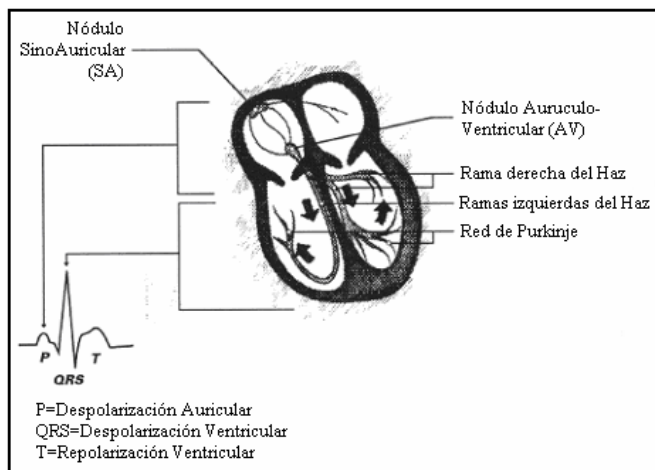 Nódulo
SinoAuricular
(SA)
Nódulo Auruculo-
Ventricular (AV)
Rama derecha del Haz
Ramas izquierdas del Haz
Red de Purkinje
P
T
QRS
P=Despolarización Auricular
QRS=Despolarización Ventricular
T=Repolarización Ventricular